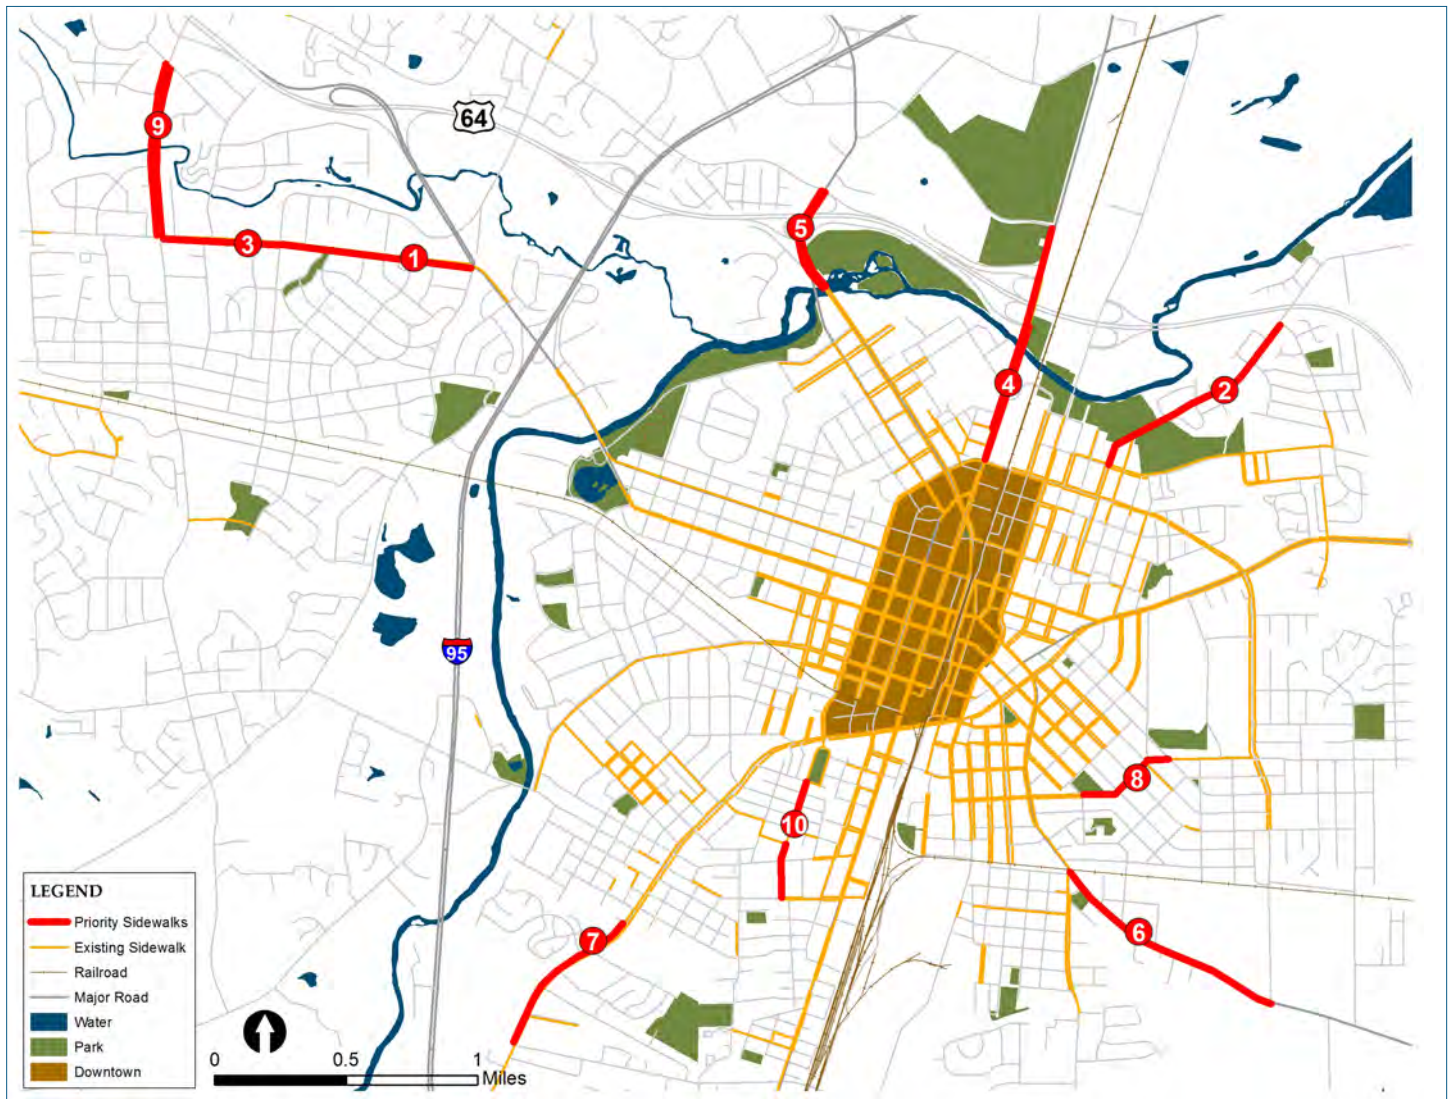 64
9
5
3
1
4
2
95
8
10
7
6
LEGEND
Priority Sidewalks
Existing Sidewalk
Railroad
Major Road
Water
Park
Downtown
0 0.5 1
Miles